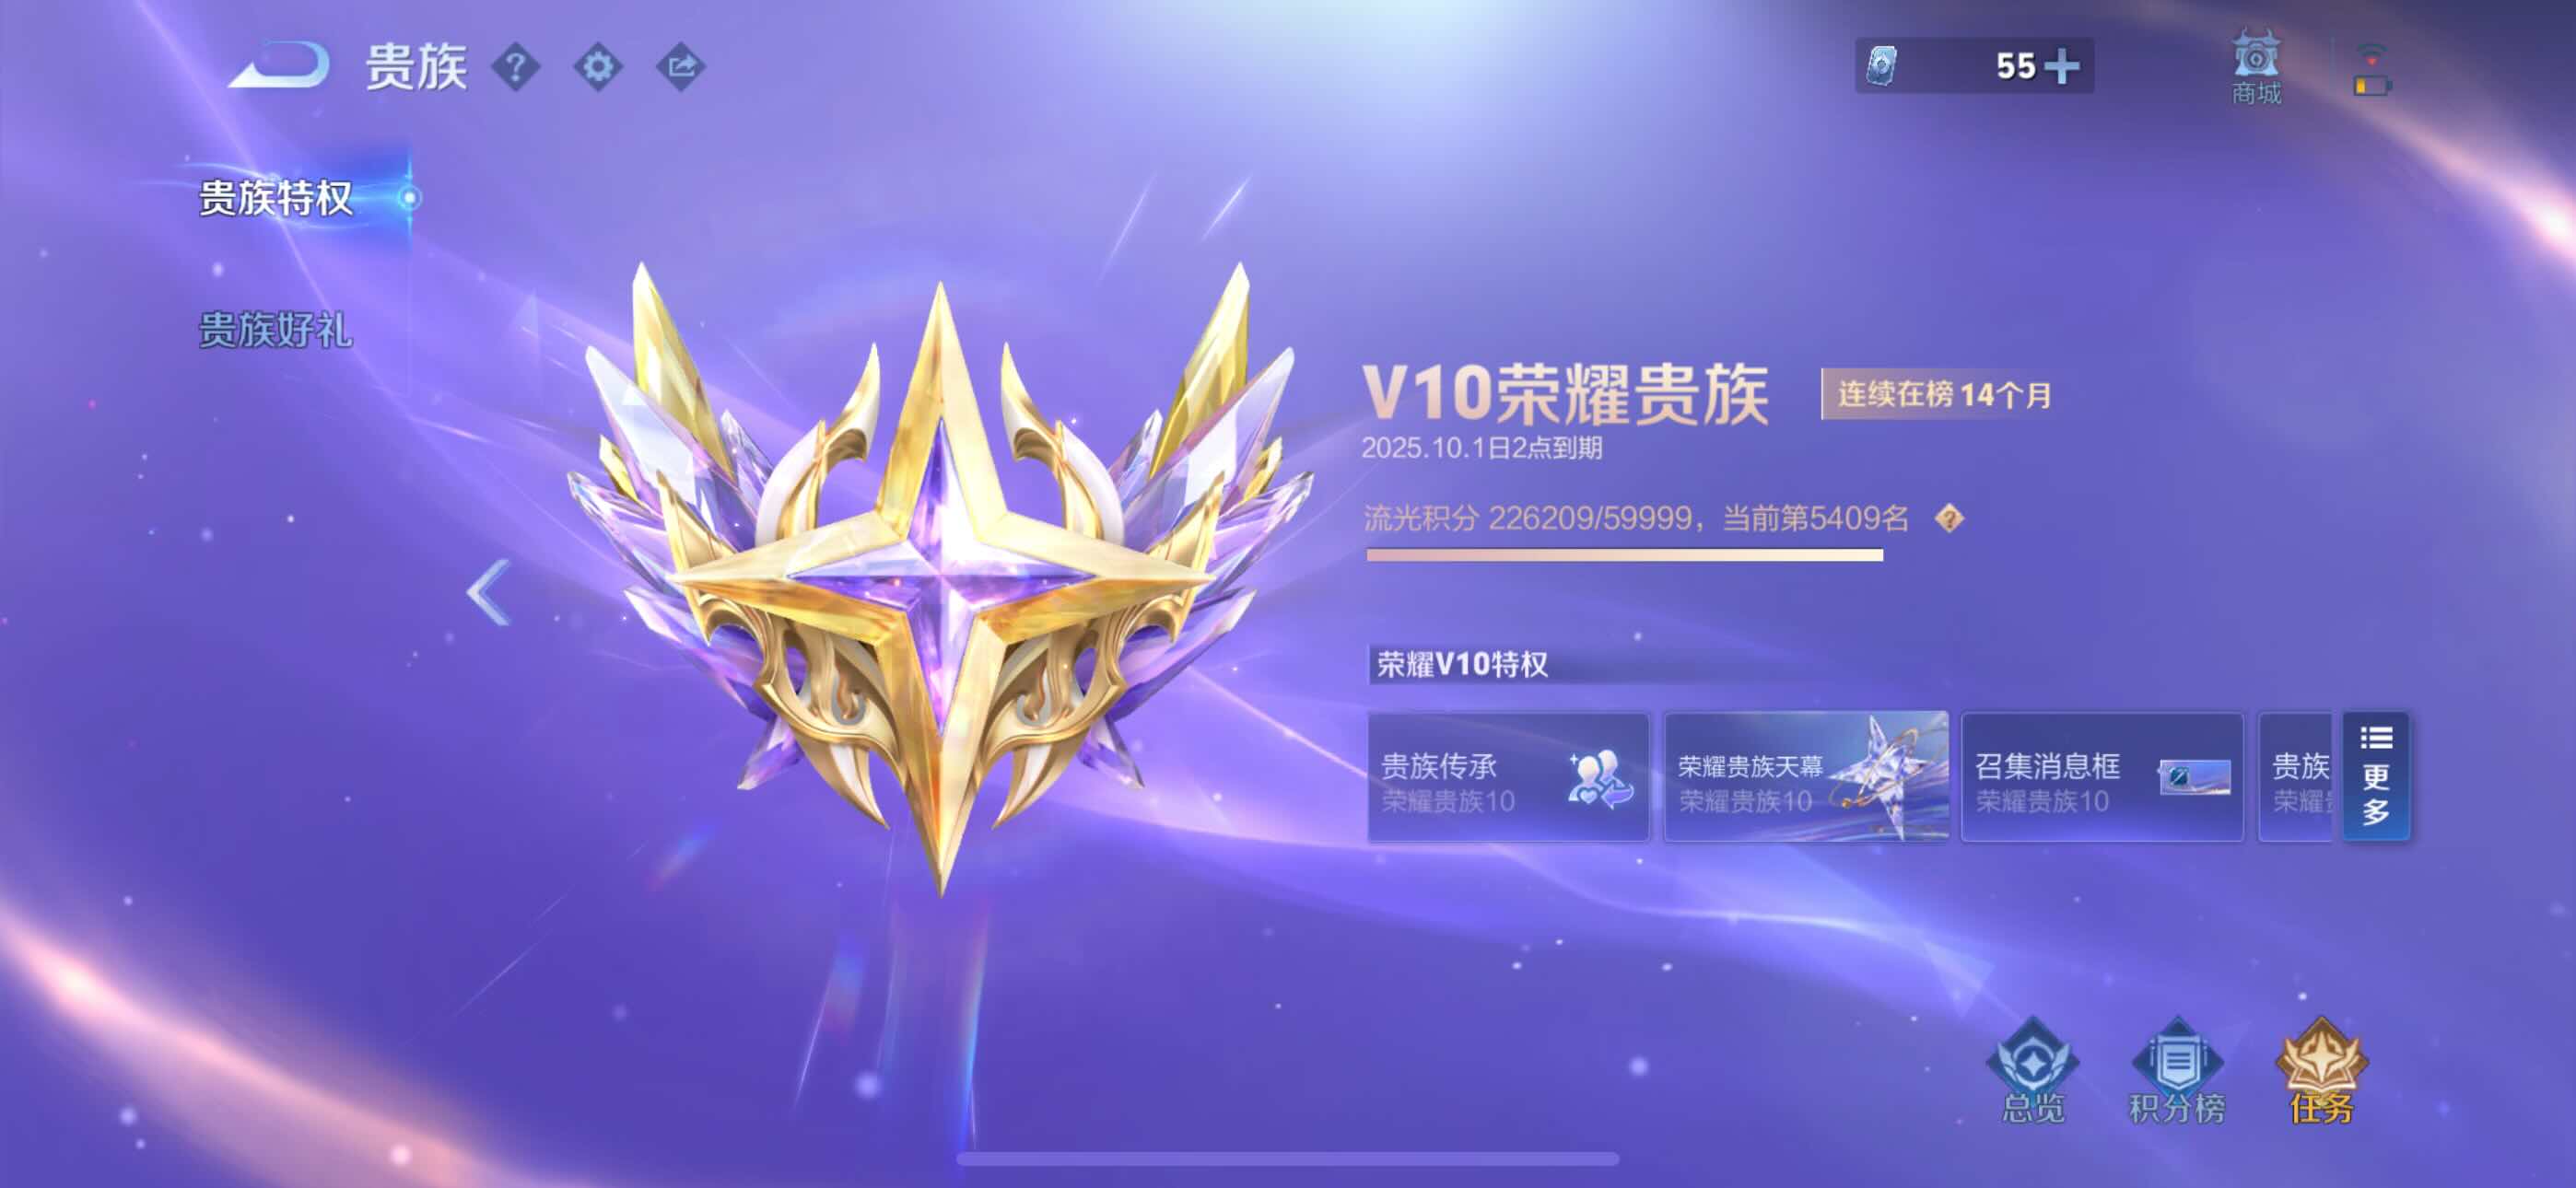 贵族
55
商城
贵族特权
贵族好礼
V10荣耀贵族
连续在榜14个月
2025.10.1日2点到期
流光积分 226209/59999，当前第5409名
荣耀V10特权
贵族传承
荣耀贵族10
荣耀贵族天幕
荣耀贵族10
召集消息框
荣耀贵族10
贵族
荣耀
更多
总览
积分榜
任务